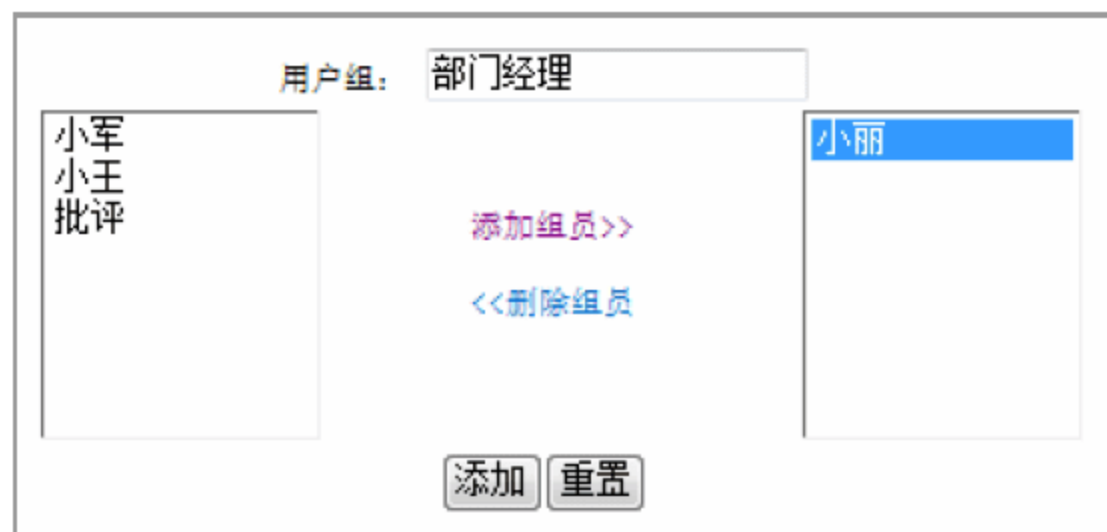 用户组： 部门经理
小军
小王
批评
添加组员>>
<<删除组员
小丽
添加 重置